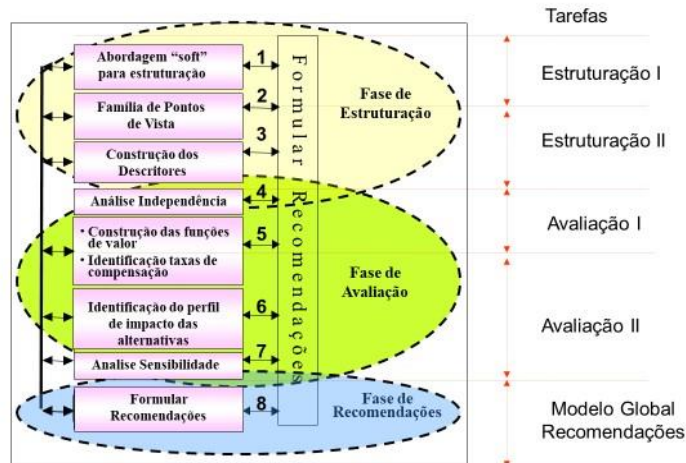 Tarefas
Abordagem “soft”
para estruturação
1
Família de Pontos
de Vista
2
Construção dos
Descritores
3
Análise Independência
4
• Construção das funções
de valor
• Identificação taxas de
compensação
5
Identificação do perfil
de impacto das
alternativas
6
Analise Sensibilidade
7
Formular
Recomendações
8
Formular Recomendações
Fase de
Estruturação
Fase de
Avaliação
Fase de
Recomendações
Estruturação I
Estruturação II
Avaliação I
Avaliação II
Modelo Global
Recomendações